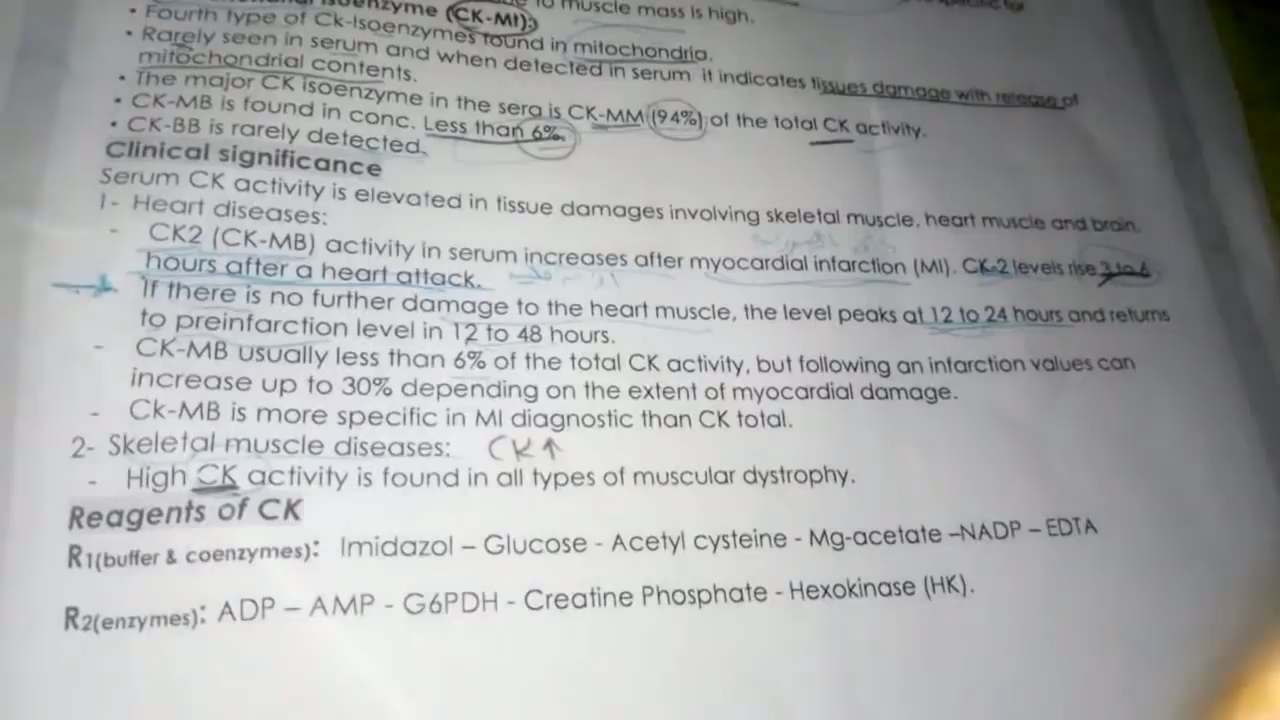 isoenzyme (CK-MI):
to muscle mass is high.
• Fourth type of Ck-Isoenzymes found in mitochondria.
• Rarely seen in serum and when detected in serum it indicates tissues damage with release of
mitochondrial contents.
• The major CK isoenzyme in the sera is CK-MM (94%) of the total CK activity.
• CK-MB is found in conc. Less than 6%.
• CK-BB is rarely detected.
Clinical significance
Serum CK activity is elevated in tissue damages involving skeletal muscle, heart muscle and brain.
1- Heart diseases:
- CK2 (CK-MB) activity in serum increases after myocardial infarction (MI). CK-2 levels rise 3 to 6
hours after a heart attack.
If there is no further damage to the heart muscle, the level peaks at 12 to 24 hours and returns
to preinfarction level in 12 to 48 hours.
- CK-MB usually less than 6% of the total CK activity, but following an infarction values can
increase up to 30% depending on the extent of myocardial damage.
- Ck-MB is more specific in MI diagnostic than CK total.
2- Skeletal muscle diseases: CK↑
- High CK activity is found in all types of muscular dystrophy.
Reagents of CK
R1(buffer & coenzymes): Imidazol – Glucose - Acetyl cysteine - Mg-acetate –NADP – EDTA
R2(enzymes): ADP – AMP - G6PDH - Creatine Phosphate - Hexokinase (HK).